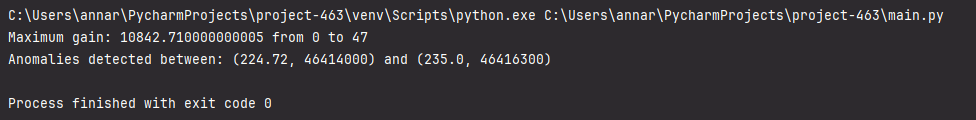 C:\Users\annar\PycharmProjects\project-463\venv\Scripts\python.exe C:\Users\annar\PycharmProjects\project-463\main.py
Maximum gain: 10842.710000000005 from 0 to 47
Anomalies detected between: (224.72, 46414000) and (235.0, 46416300)
Process finished with exit code 0